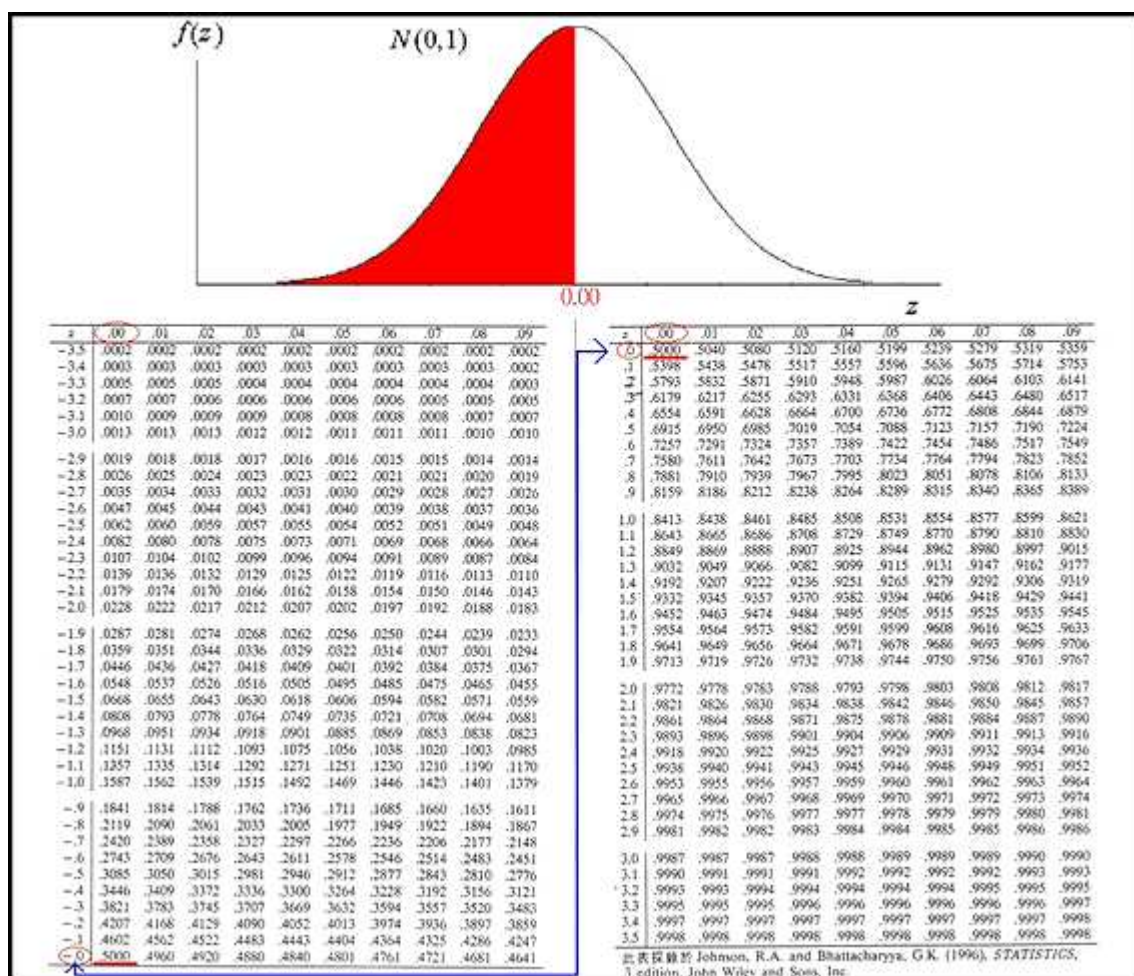 f(z)
N(0,1)
0.00
z
z .00 .01 .02 .03 .04 .05 .06 .07 .08 .09
−3.5 .0002 .0002 .0002 .0002 .0002 .0002 .0002 .0002 .0002 .0002
−3.4 .0003 .0003 .0003 .0003 .0003 .0003 .0003 .0003 .0003 .0002
−3.3 .0005 .0005 .0005 .0004 .0004 .0004 .0004 .0004 .0004 .0003
−3.2 .0007 .0007 .0006 .0006 .0006 .0006 .0006 .0005 .0005 .0005
−3.1 .0010 .0009 .0009 .0009 .0008 .0008 .0008 .0008 .0007 .0007
−3.0 .0013 .0013 .0013 .0012 .0012 .0011 .0011 .0011 .0010 .0010
−2.9 .0019 .0018 .0018 .0017 .0016 .0016 .0015 .0015 .0014 .0014
−2.8 .0026 .0025 .0024 .0023 .0023 .0022 .0021 .0021 .0020 .0019
−2.7 .0035 .0034 .0033 .0032 .0031 .0030 .0029 .0028 .0027 .0026
−2.6 .0047 .0045 .0044 .0043 .0041 .0040 .0039 .0038 .0037 .0036
−2.5 .0062 .0060 .0059 .0057 .0055 .0054 .0052 .0051 .0049 .0048
−2.4 .0082 .0080 .0078 .0075 .0073 .0071 .0069 .0068 .0066 .0064
−2.3 .0107 .0104 .0102 .0099 .0096 .0094 .0091 .0089 .0087 .0084
−2.2 .0139 .0136 .0132 .0129 .0125 .0122 .0119 .0116 .0113 .0110
−2.1 .0179 .0174 .0170 .0166 .0162 .0158 .0154 .0150 .0146 .0143
−2.0 .0228 .0222 .0217 .0212 .0207 .0202 .0197 .0192 .0188 .0183
−1.9 .0287 .0281 .0274 .0268 .0262 .0256 .0250 .0244 .0239 .0233
−1.8 .0359 .0351 .0344 .0336 .0329 .0322 .0314 .0307 .0301 .0294
−1.7 .0446 .0436 .0427 .0418 .0409 .0401 .0392 .0384 .0375 .0367
−1.6 .0548 .0537 .0526 .0516 .0505 .0495 .0485 .0475 .0465 .0455
−1.5 .0668 .0655 .0643 .0630 .0618 .0606 .0594 .0582 .0571 .0559
−1.4 .0808 .0793 .0778 .0764 .0749 .0735 .0721 .0708 .0694 .0681
−1.3 .0968 .0951 .0934 .0918 .0901 .0885 .0869 .0853 .0838 .0823
−1.2 .1151 .1131 .1112 .1093 .1075 .1056 .1038 .1020 .1003 .0985
−1.1 .1357 .1335 .1314 .1292 .1271 .1251 .1230 .1210 .1190 .1170
−1.0 .1587 .1562 .1539 .1515 .1492 .1469 .1446 .1423 .1401 .1379
−.9 .1841 .1814 .1788 .1762 .1736 .1711 .1685 .1660 .1635 .1611
−.8 .2119 .2090 .2061 .2033 .2005 .1977 .1949 .1922 .1894 .1867
−.7 .2420 .2389 .2358 .2327 .2297 .2266 .2236 .2206 .2177 .2148
−.6 .2743 .2709 .2676 .2643 .2611 .2578 .2546 .2514 .2483 .2451
−.5 .3085 .3050 .3015 .2981 .2946 .2912 .2877 .2843 .2810 .2776
−.4 .3446 .3409 .3372 .3336 .3300 .3264 .3228 .3192 .3156 .3121
−.3 .3821 .3783 .3745 .3707 .3669 .3632 .3594 .3557 .3520 .3483
−.2 .4207 .4168 .4129 .4090 .4052 .4013 .3974 .3936 .3897 .3859
−.1 .4602 .4562 .4522 .4483 .4443 .4404 .4364 .4325 .4286 .4247
−.0 .5000 .4960 .4920 .4880 .4840 .4801 .4761 .4721 .4681 .4641
z .00 .01 .02 .03 .04 .05 .06 .07 .08 .09
.0 .5000 .5040 .5080 .5120 .5160 .5199 .5239 .5279 .5319 .5359
.1 .5398 .5438 .5478 .5517 .5557 .5596 .5636 .5675 .5714 .5753
.2 .5793 .5832 .5871 .5910 .5948 .5987 .6026 .6064 .6103 .6141
.3 .6179 .6217 .6255 .6293 .6331 .6368 .6406 .6443 .6480 .6517
.4 .6554 .6591 .6628 .6664 .6700 .6736 .6772 .6808 .6844 .6879
.5 .6915 .6950 .6985 .7019 .7054 .7088 .7123 .7157 .7190 .7224
.6 .7257 .7291 .7324 .7357 .7389 .7422 .7454 .7486 .7517 .7549
.7 .7580 .7611 .7642 .7673 .7703 .7734 .7764 .7794 .7823 .7852
.8 .7881 .7910 .7939 .7967 .7995 .8023 .8051 .8078 .8106 .8133
.9 .8159 .8186 .8212 .8238 .8264 .8289 .8315 .8340 .8365 .8389
1.0 .8413 .8438 .8461 .8485 .8508 .8531 .8554 .8577 .8599 .8621
1.1 .8643 .8665 .8686 .8708 .8729 .8749 .8770 .8790 .8810 .8830
1.2 .8849 .8869 .8888 .8907 .8925 .8944 .8962 .8980 .8997 .9015
1.3 .9032 .9049 .9066 .9082 .9099 .9115 .9131 .9147 .9162 .9177
1.4 .9192 .9207 .9222 .9236 .9251 .9265 .9279 .9292 .9306 .9319
1.5 .9332 .9345 .9357 .9370 .9382 .9394 .9406 .9418 .9429 .9441
1.6 .9452 .9463 .9474 .9484 .9495 .9505 .9515 .9525 .9535 .9545
1.7 .9554 .9564 .9573 .9582 .9591 .9599 .9608 .9616 .9625 .9633
1.8 .9641 .9649 .9656 .9664 .9671 .9678 .9686 .9693 .9699 .9706
1.9 .9713 .9719 .9726 .9732 .9738 .9744 .9750 .9756 .9761 .9767
2.0 .9772 .9778 .9783 .9788 .9793 .9798 .9803 .9808 .9812 .9817
2.1 .9821 .9826 .9830 .9834 .9838 .9842 .9846 .9850 .9845 .9857
2.2 .9861 .9864 .9868 .9871 .9875 .9878 .9881 .9884 .9887 .9890
2.3 .9893 .9896 .9898 .9901 .9904 .9906 .9909 .9911 .9913 .9916
2.4 .9918 .9920 .9922 .9925 .9927 .9929 .9931 .9932 .9934 .9936
2.5 .9938 .9940 .9941 .9943 .9945 .9946 .9948 .9949 .9951 .9952
2.6 .9953 .9955 .9956 .9957 .9959 .9960 .9961 .9962 .9963 .9964
2.7 .9965 .9966 .9967 .9968 .9969 .9970 .9971 .9972 .9973 .9974
2.8 .9974 .9975 .9976 .9977 .9977 .9978 .9979 .9979 .9980 .9981
2.9 .9981 .9982 .9982 .9983 .9984 .9984 .9985 .9985 .9986 .9986
3.0 .9987 .9987 .9987 .9988 .9988 .9989 .9989 .9989 .9990 .9990
3.1 .9990 .9991 .9991 .9991 .9992 .9992 .9992 .9992 .9993 .9993
3.2 .9993 .9993 .9994 .9994 .9994 .9994 .9994 .9995 .9995 .9995
3.3 .9995 .9995 .9995 .9996 .9996 .9996 .9996 .9996 .9996 .9997
3.4 .9997 .9997 .9997 .9997 .9997 .9997 .9997 .9997 .9997 .9998
3.5 .9998 .9998 .9998 .9998 .9998 .9998 .9998 .9998 .9998 .9998
此表採錄於 Johnson, R.A. and Bhattacharyya, G.K. (1996), STATISTICS,
3 edition, John Wiley and Sons, Inc.